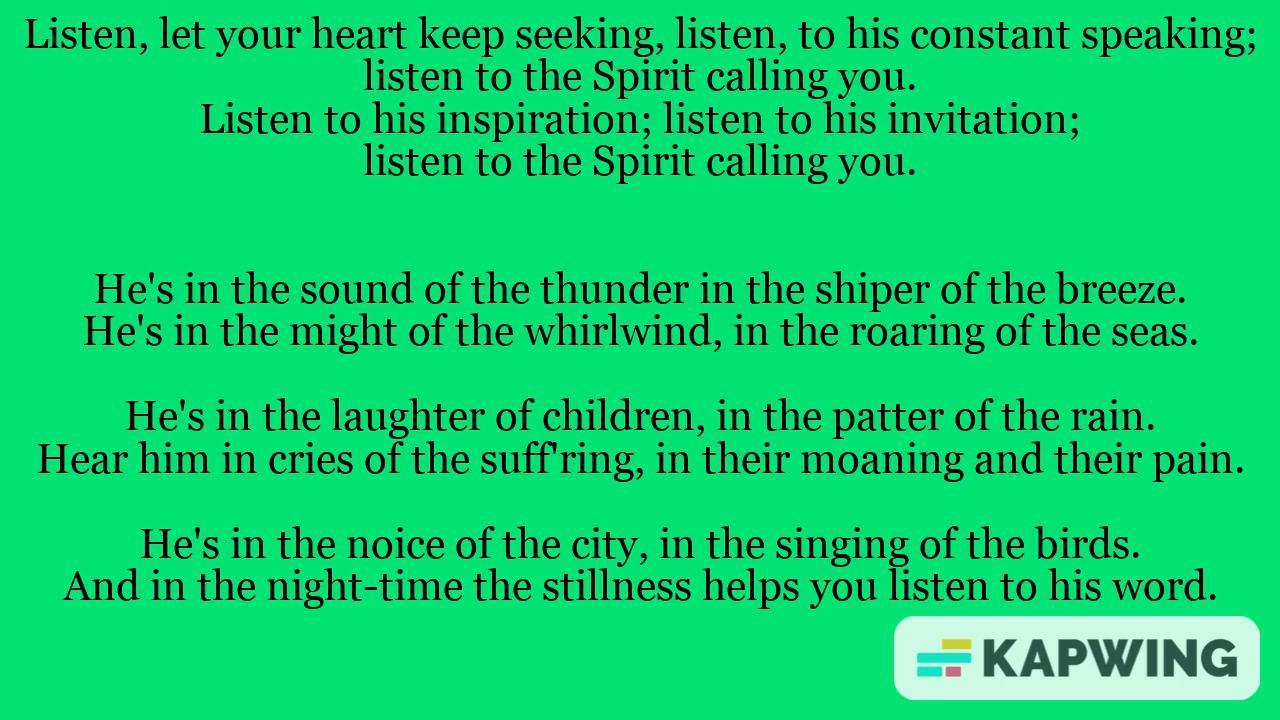 Listen, let your heart keep seeking, listen, to his constant speaking;
listen to the Spirit calling you.
Listen to his inspiration; listen to his invitation;
listen to the Spirit calling you.
He's in the sound of the thunder in the shiper of the breeze.
He's in the might of the whirlwind, in the roaring of the seas.
He's in the laughter of children, in the patter of the rain.
Hear him in cries of the suff'ring, in their moaning and their pain.
He's in the noice of the city, in the singing of the birds.
And in the night-time the stillness helps you listen to his word.
KAPWING